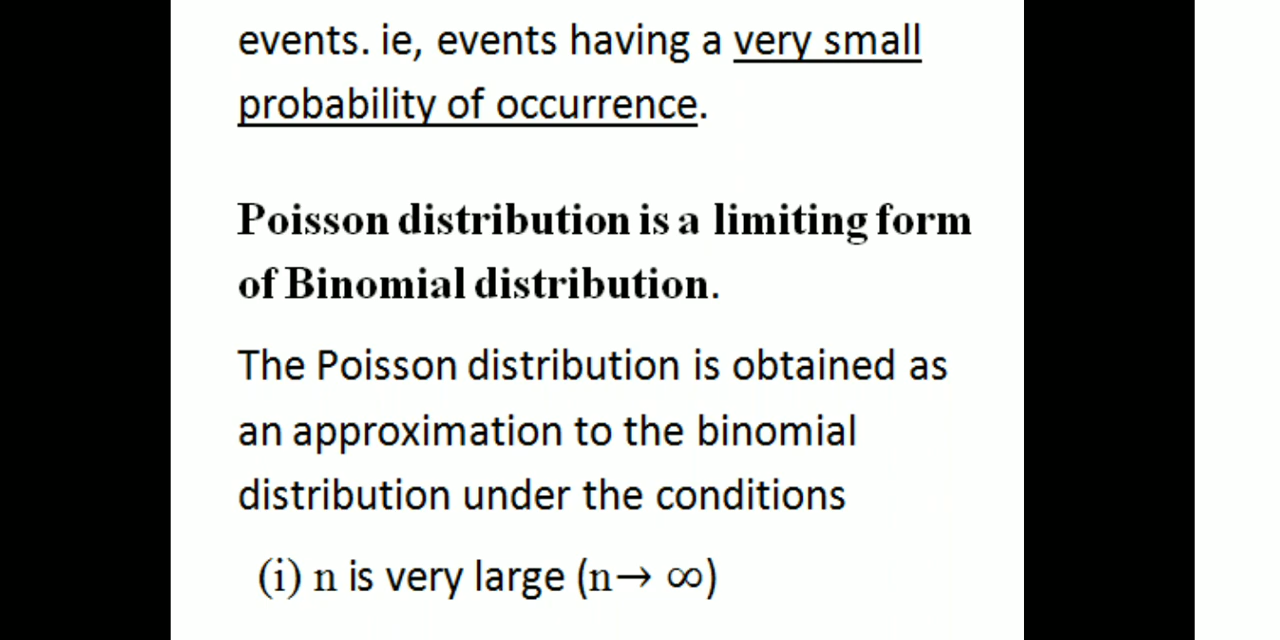 events. ie, events having a very small
probability of occurrence.
Poisson distribution is a limiting form
of Binomial distribution.
The Poisson distribution is obtained as
an approximation to the binomial
distribution under the conditions
(i) n is very large (n→ ∞)